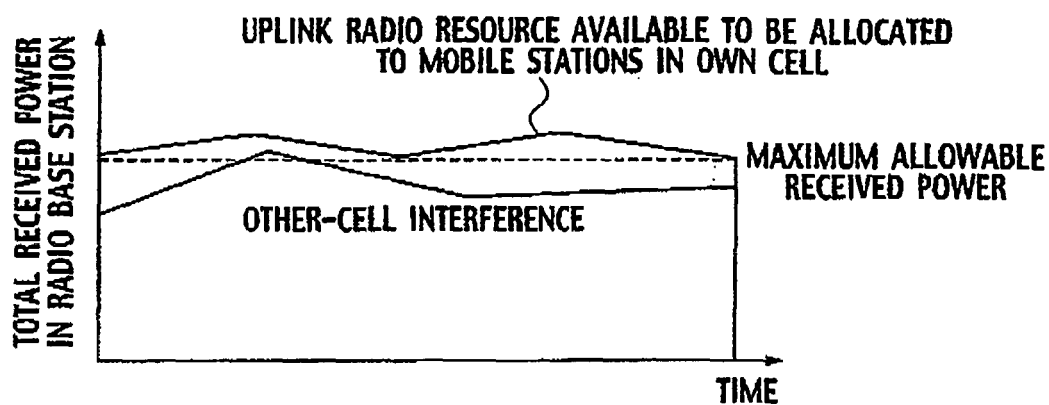 UPLINK RADIO RESOURCE AVAILABLE TO BE ALLOCATED
TO MOBILE STATIONS IN OWN CELL
TOTAL RECEIVED POWER
IN RADIO BASE STATION
MAXIMUM ALLOWABLE
RECEIVED POWER
OTHER-CELL INTERFERENCE
TIME